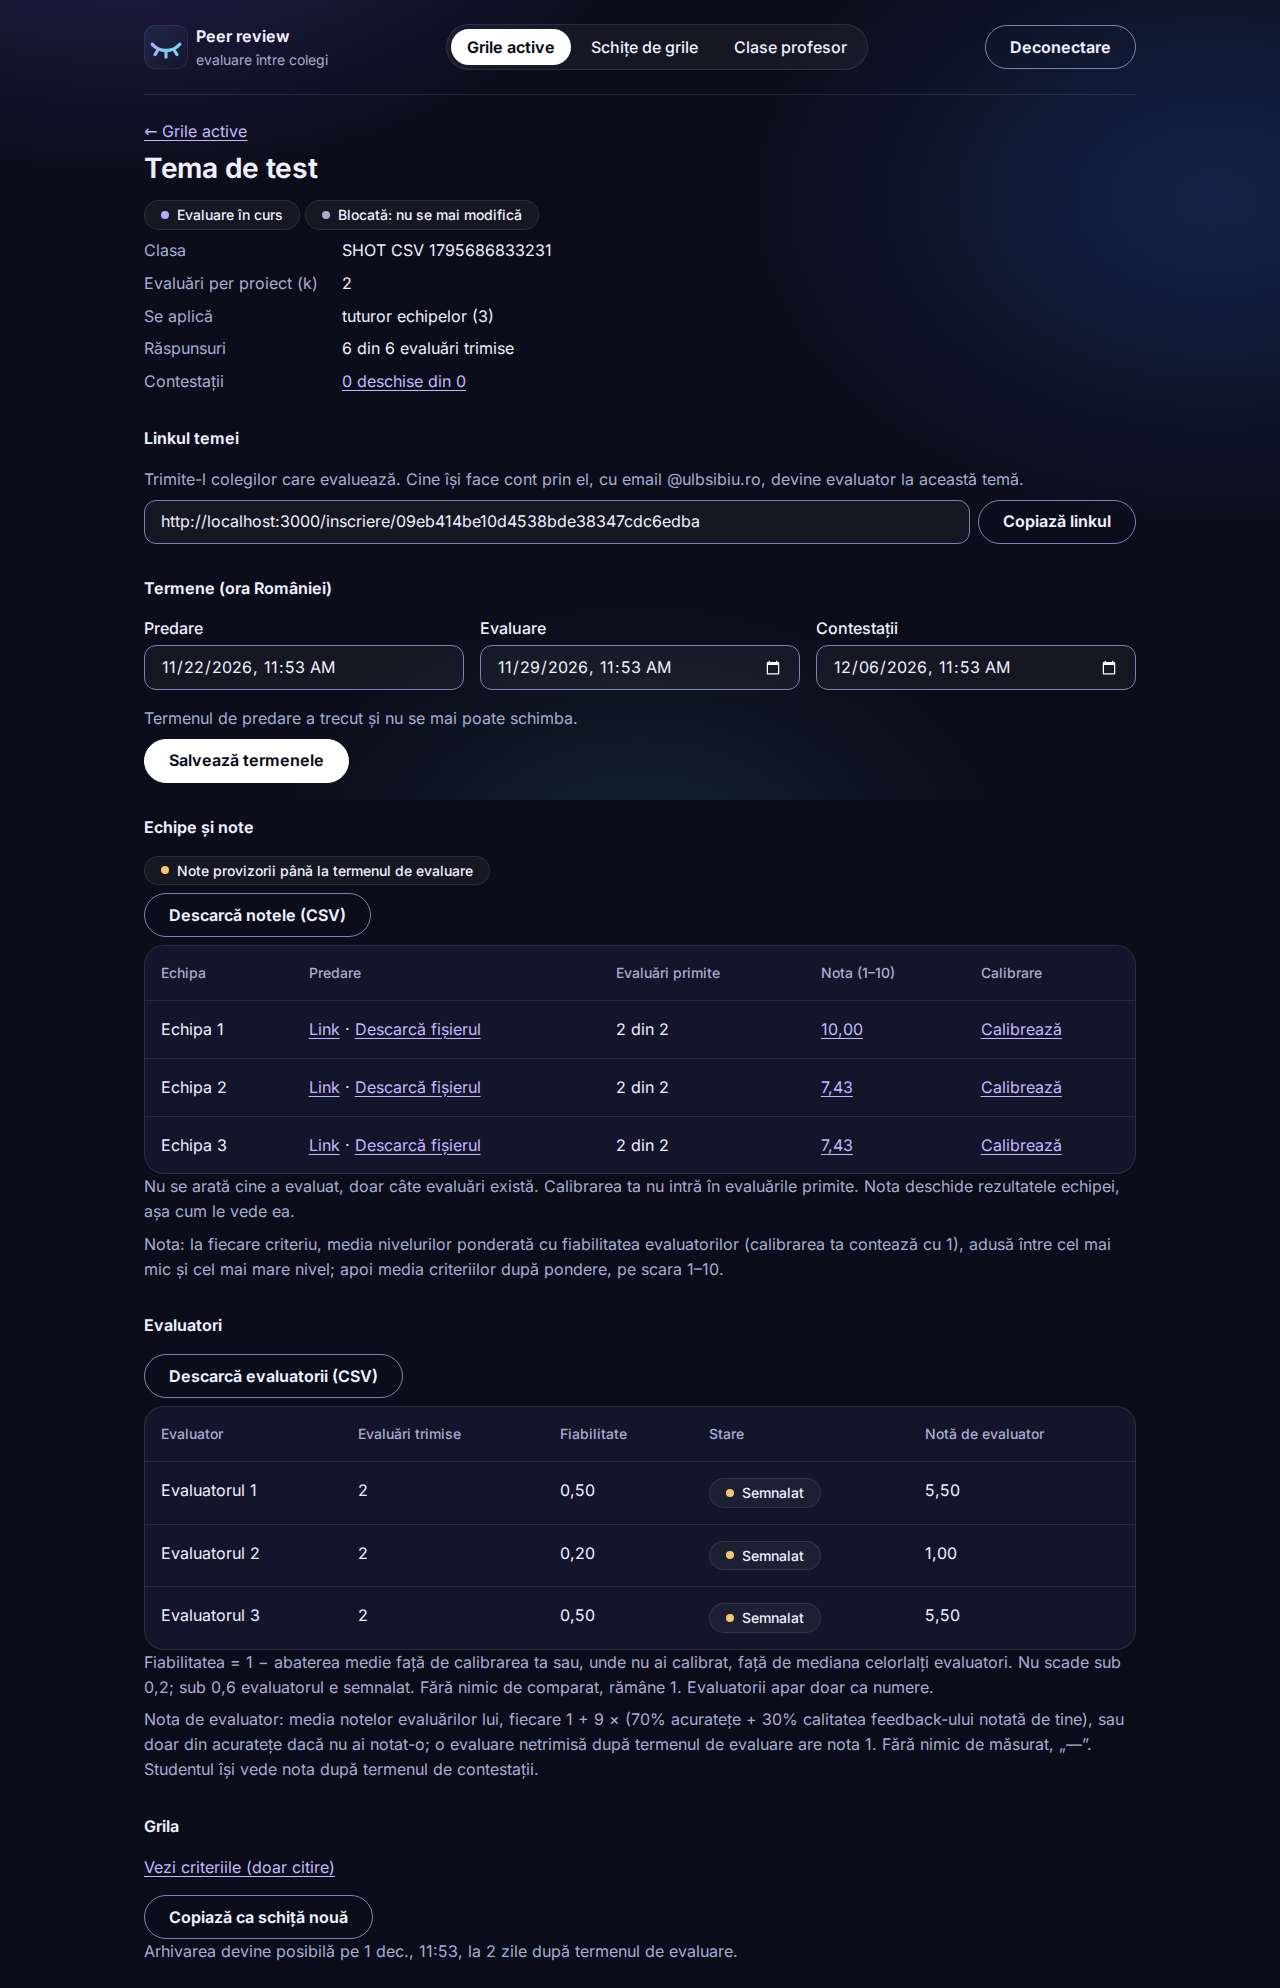 Peer review
evaluare între colegi
Grile active
Schițe de grile
Clase profesor
Deconectare
← Grile active
Tema de test
Evaluare în curs
Blocată: nu se mai modifică
Clasa SHOT CSV 1795686833231
Evaluări per proiect (k) 2
Se aplică tuturor echipelor (3)
Răspunsuri 6 din 6 evaluări trimise
Contestații 0 deschise din 0
Linkul temei
Trimite-l colegilor care evaluează. Cine își face cont prin el, cu email @ulbsibiu.ro, devine evaluator la această temă.
http://localhost:3000/inscriere/09eb414be10d4538bde38347cdc6edba
Copiază linkul
Termene (ora României)
Predare Evaluare Contestații
11/22/2026, 11:53 AM 11/29/2026, 11:53 AM 12/06/2026, 11:53 AM
Termenul de predare a trecut și nu se mai poate schimba.
Salvează termenele
Echipe și note
Note provizorii până la termenul de evaluare
Descarcă notele (CSV)
Echipa Predare Evaluări primite Nota (1–10) Calibrare
Echipa 1 Link · Descarcă fișierul 2 din 2 10,00 Calibrează
Echipa 2 Link · Descarcă fișierul 2 din 2 7,43 Calibrează
Echipa 3 Link · Descarcă fișierul 2 din 2 7,43 Calibrează
Nu se arată cine a evaluat, doar câte evaluări există. Calibrarea ta nu intră în evaluările primite. Nota deschide rezultatele echipei,
așa cum le vede ea.
Nota: la fiecare criteriu, media nivelurilor ponderată cu fiabilitatea evaluatorilor (calibrarea ta contează cu 1), adusă între cel mai
mic și cel mai mare nivel; apoi media criteriilor după pondere, pe scara 1–10.
Evaluatori
Descarcă evaluatorii (CSV)
Evaluator Evaluări trimise Fiabilitate Stare Notă de evaluator
Evaluatorul 1 2 0,50 Semnalat 5,50
Evaluatorul 2 2 0,20 Semnalat 1,00
Evaluatorul 3 2 0,50 Semnalat 5,50
Fiabilitatea = 1 − abaterea medie față de calibrarea ta sau, unde nu ai calibrat, față de mediana celorlalți evaluatori. Nu scade sub
0,2; sub 0,6 evaluatorul e semnalat. Fără nimic de comparat, rămâne 1. Evaluatorii apar doar ca numere.
Nota de evaluator: media notelor evaluărilor lui, fiecare 1 + 9 × (70% acuratețe + 30% calitatea feedback-ului notată de tine), sau
doar din acuratețe dacă nu ai notat-o; o evaluare netrimisă după termenul de evaluare are nota 1. Fără nimic de măsurat, „—”.
Studentul își vede nota după termenul de contestații.
Grila
Vezi criteriile (doar citire)
Copiază ca schiță nouă
Arhivarea devine posibilă pe 1 dec., 11:53, la 2 zile după termenul de evaluare.